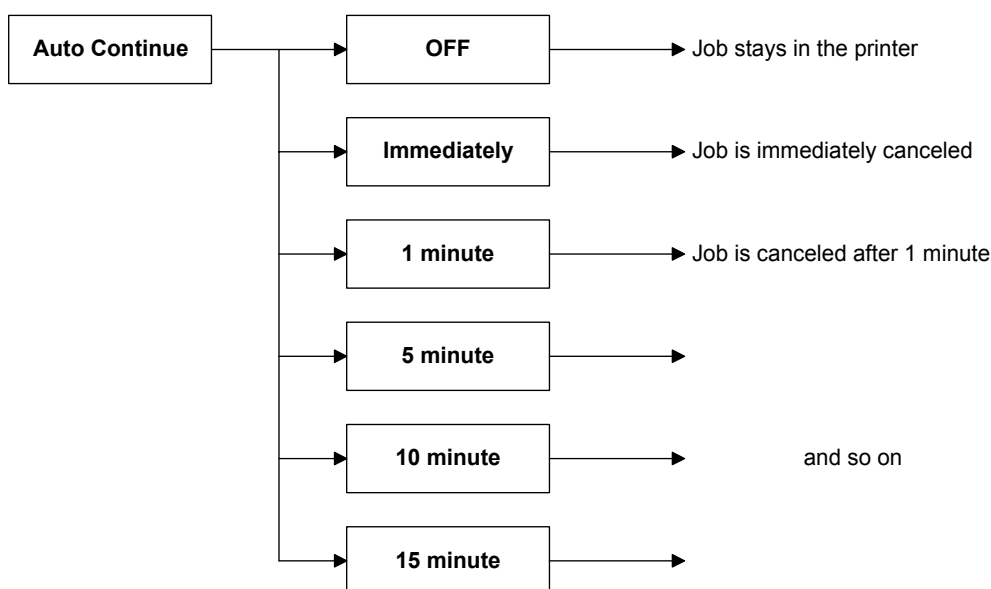 Auto Continue
OFF
Job stays in the printer
Immediately
Job is immediately canceled
1 minute
Job is canceled after 1 minute
5 minute
10 minute
and so on
15 minute